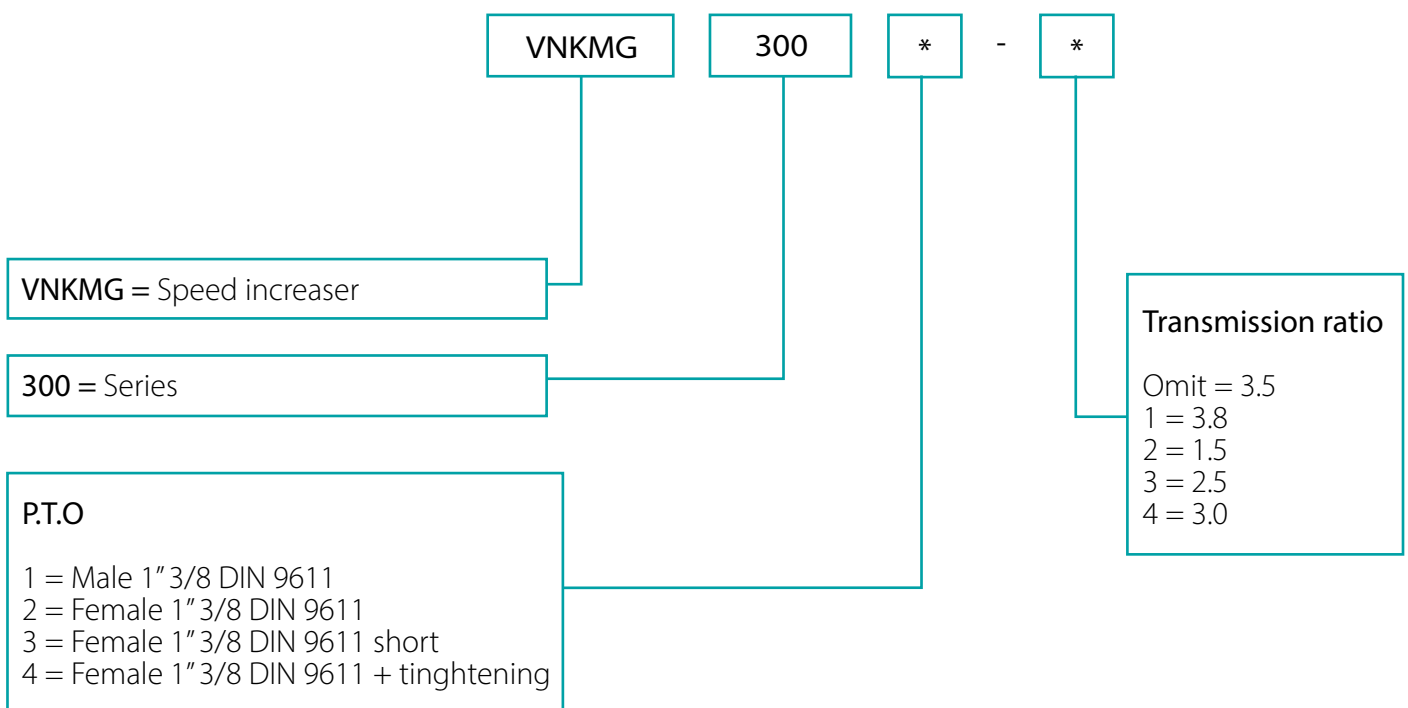 VNKMG 300 * - *
VNKMG = Speed increaser
300 = Series
P.T.O
1 = Male 1” 3/8 DIN 9611
2 = Female 1” 3/8 DIN 9611
3 = Female 1” 3/8 DIN 9611 short
4 = Female 1” 3/8 DIN 9611 + tinghtening
Transmission ratio
Omit = 3.5
1 = 3.8
2 = 1.5
3 = 2.5
4 = 3.0